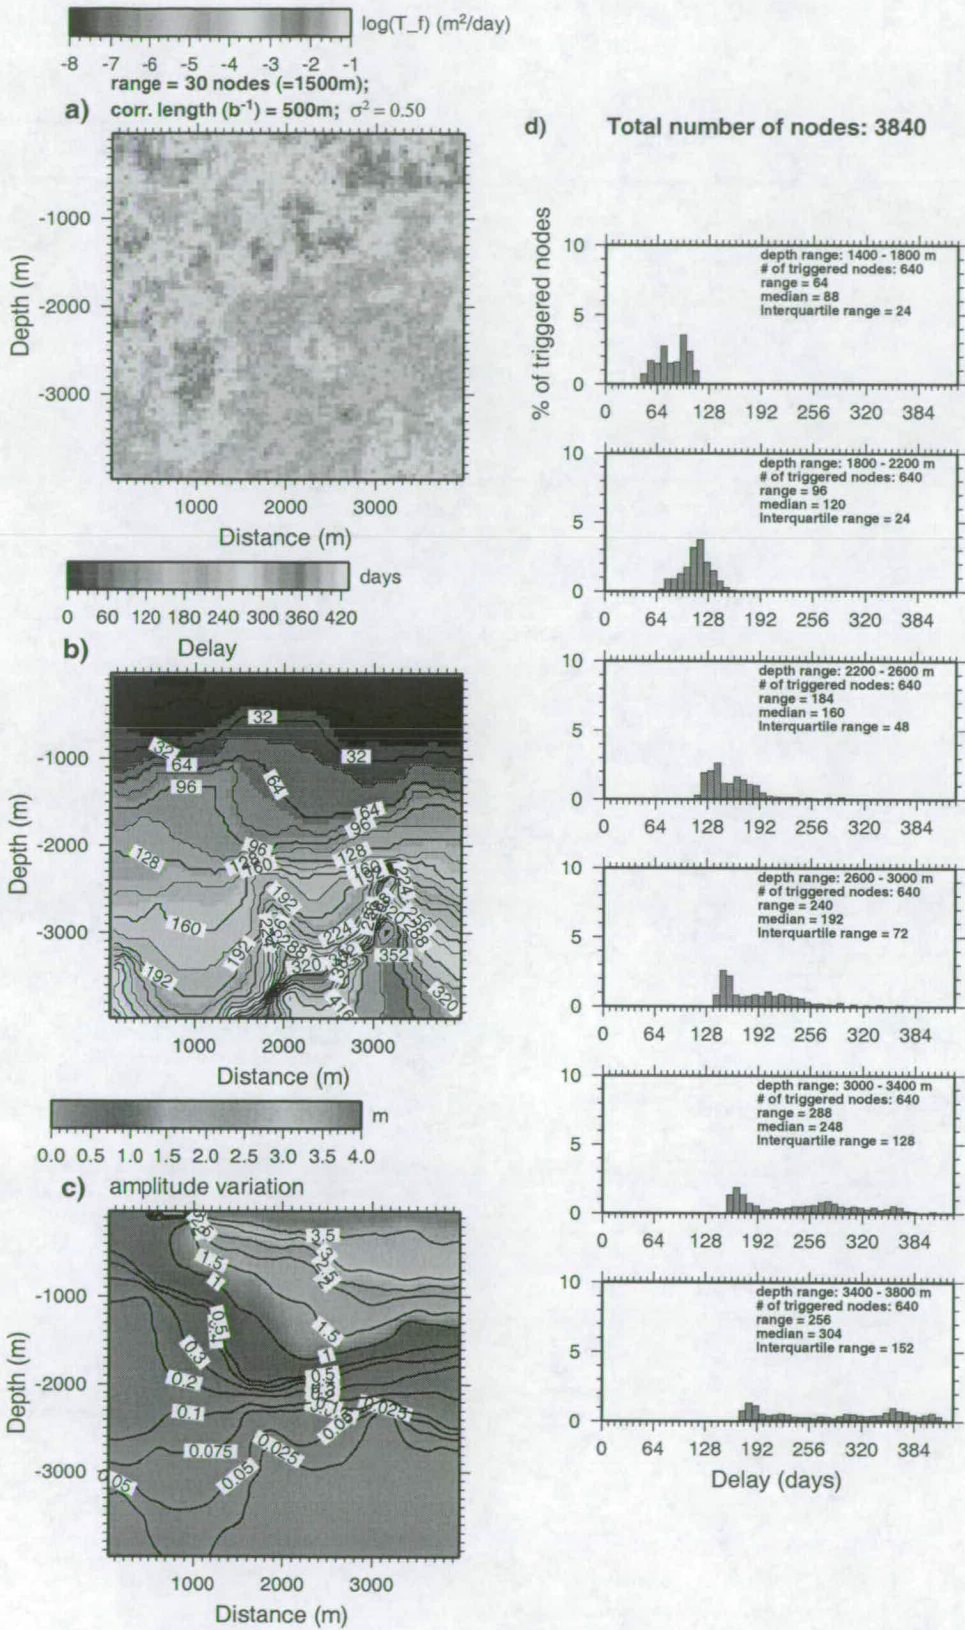 log(T_f) (m²/day)
-8 -7 -6 -5 -4 -3 -2 -1
range = 30 nodes (=1500m);
a) corr. length (b⁻¹) = 500m; σ² = 0.50
-1000
-2000
-3000
Depth (m)
1000 2000 3000
Distance (m)
days
0 60 120 180 240 300 360 420
b) Delay
32
32
32
64
96
64
64
96
96
128
128
128
160
160
160
192
192
192
192
224
224
288
320
320
352
416
-1000
-2000
-3000
Depth (m)
1000 2000 3000
Distance (m)
m
0.0 0.5 1.0 1.5 2.0 2.5 3.0 3.5 4.0
c) amplitude variation
3.5
1.5
1
1.5
1
0.5
0.5
0.3
0.2
0.1
0.075
0.025
0.025
0.05
0.05
0.05
-1000
-2000
-3000
Depth (m)
1000 2000 3000
Distance (m)
d) Total number of nodes: 3840
% of triggered nodes
10
5
0
depth range: 1400 - 1800 m
# of triggered nodes: 640
range = 64
median = 88
Interquartile range = 24
0 64 128 192 256 320 384
10
5
0
depth range: 1800 - 2200 m
# of triggered nodes: 640
range = 96
median = 120
Interquartile range = 24
0 64 128 192 256 320 384
10
5
0
depth range: 2200 - 2600 m
# of triggered nodes: 640
range = 184
median = 160
Interquartile range = 48
0 64 128 192 256 320 384
10
5
0
depth range: 2600 - 3000 m
# of triggered nodes: 640
range = 240
median = 192
Interquartile range = 72
0 64 128 192 256 320 384
10
5
0
depth range: 3000 - 3400 m
# of triggered nodes: 640
range = 288
median = 248
Interquartile range = 128
0 64 128 192 256 320 384
10
5
0
depth range: 3400 - 3800 m
# of triggered nodes: 640
range = 256
median = 304
Interquartile range = 152
0 64 128 192 256 320 384
Delay (days)